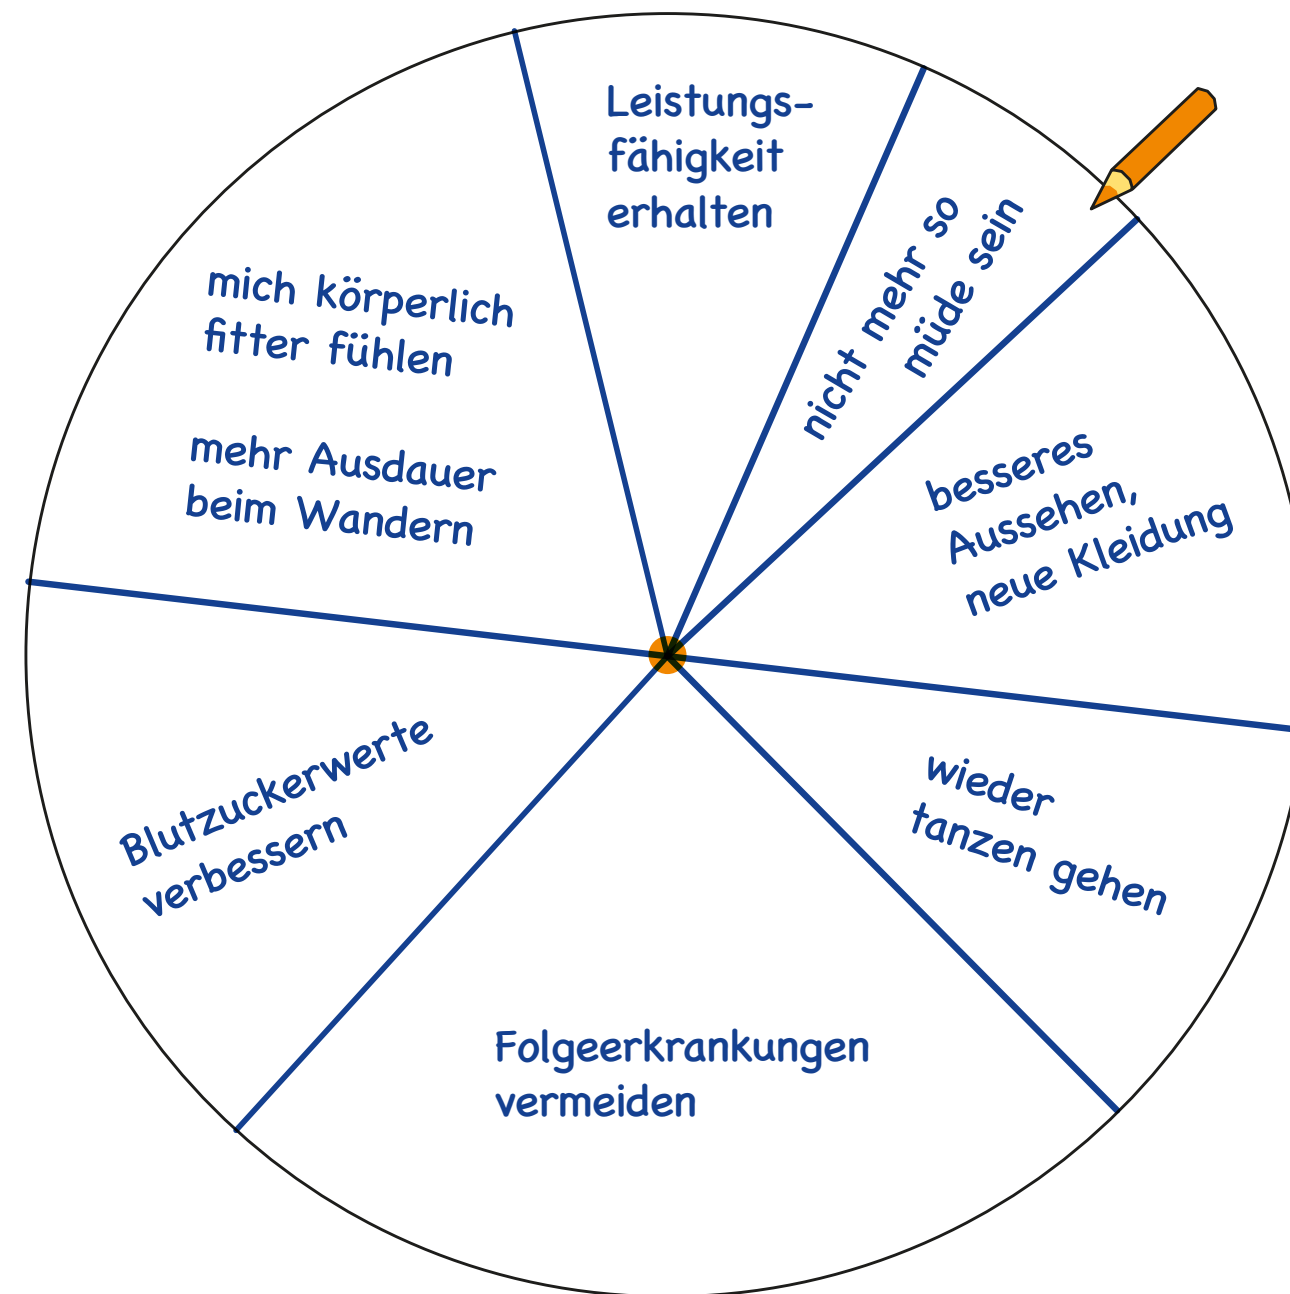 Leistungs-
fähigkeit
erhalten
nicht mehr so
müde sein
besseres
Aussehen,
neue Kleidung
wieder
tanzen gehen
Folgeerkrankungen
vermeiden
Blutzuckerwerte
verbessern
mich körperlich
fitter fühlen
mehr Ausdauer
beim Wandern